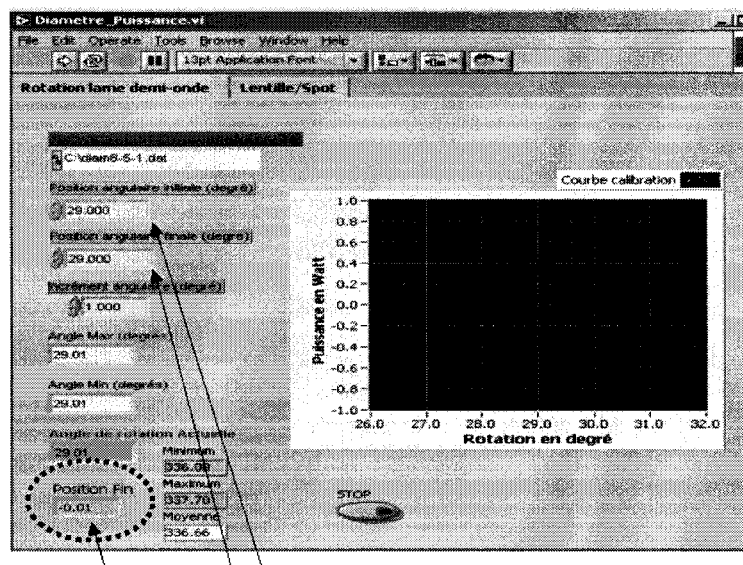 Diametre_Puissance.vi
File Edit Operate Tools Browse Window Help
13pt Application Font
Rotation lame demi-onde Lentille/Spot
C:\diam6-5-1.dat
Position angulaire initiale (degré)
29.000
Position angulaire finale (degré)
29.000
Incrément angulaire (degré)
1.000
Angle Max (degrés)
29.01
Angle Min (degrés)
29.01
Angle de rotation Actuelle
29.01
Position Fin
-0.01
Minimum
336.09
Maximum
337.70
Moyenne
336.66
Courbe calibration
Puissance en Watt
1.0
0.8
0.6
0.4
0.2
0.0
-0.2
-0.4
-0.6
-0.8
-1.0
26.0 27.0 28.0 29.0 30.0 31.0 32.0
Rotation en degré
STOP